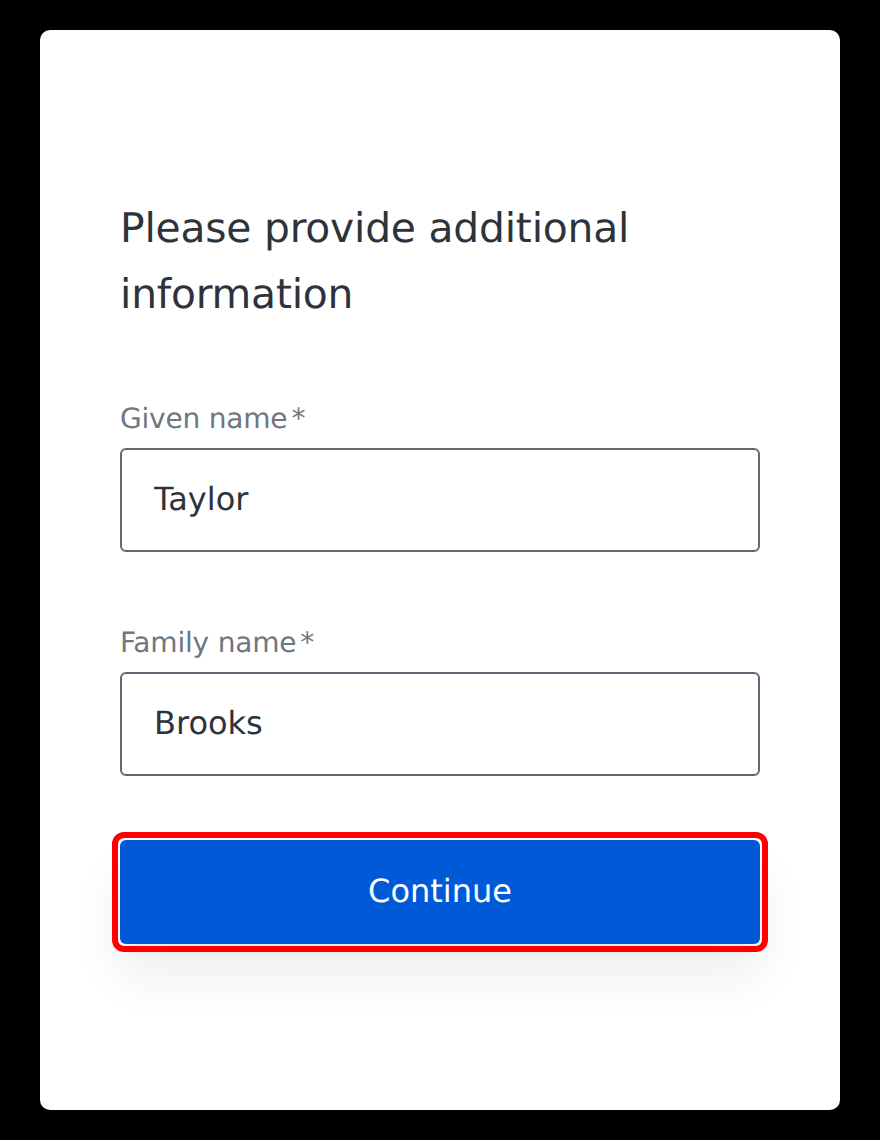 Please provide additional
information
Given name*
Taylor
Family name*
Brooks
Continue